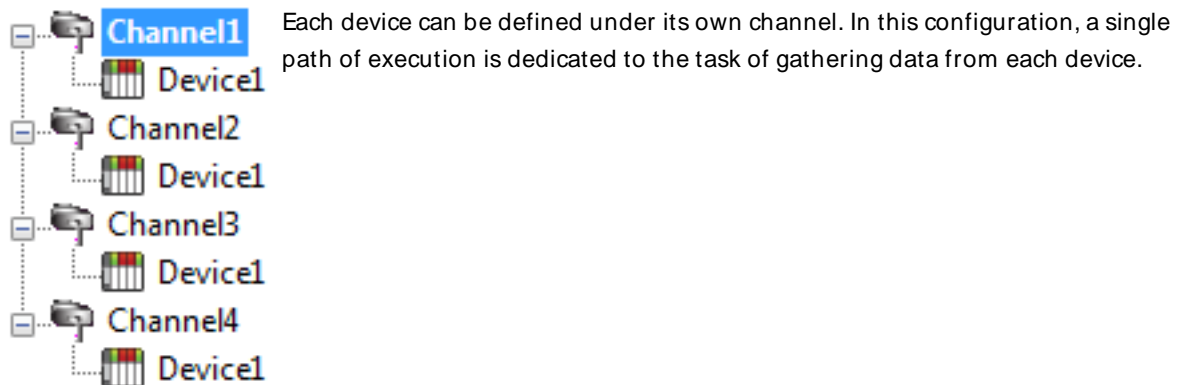 Channel1
Device1
Channel2
Device1
Channel3
Device1
Channel4
Device1
Each device can be defined under its own channel. In this configuration, a single
path of execution is dedicated to the task of gathering data from each device.